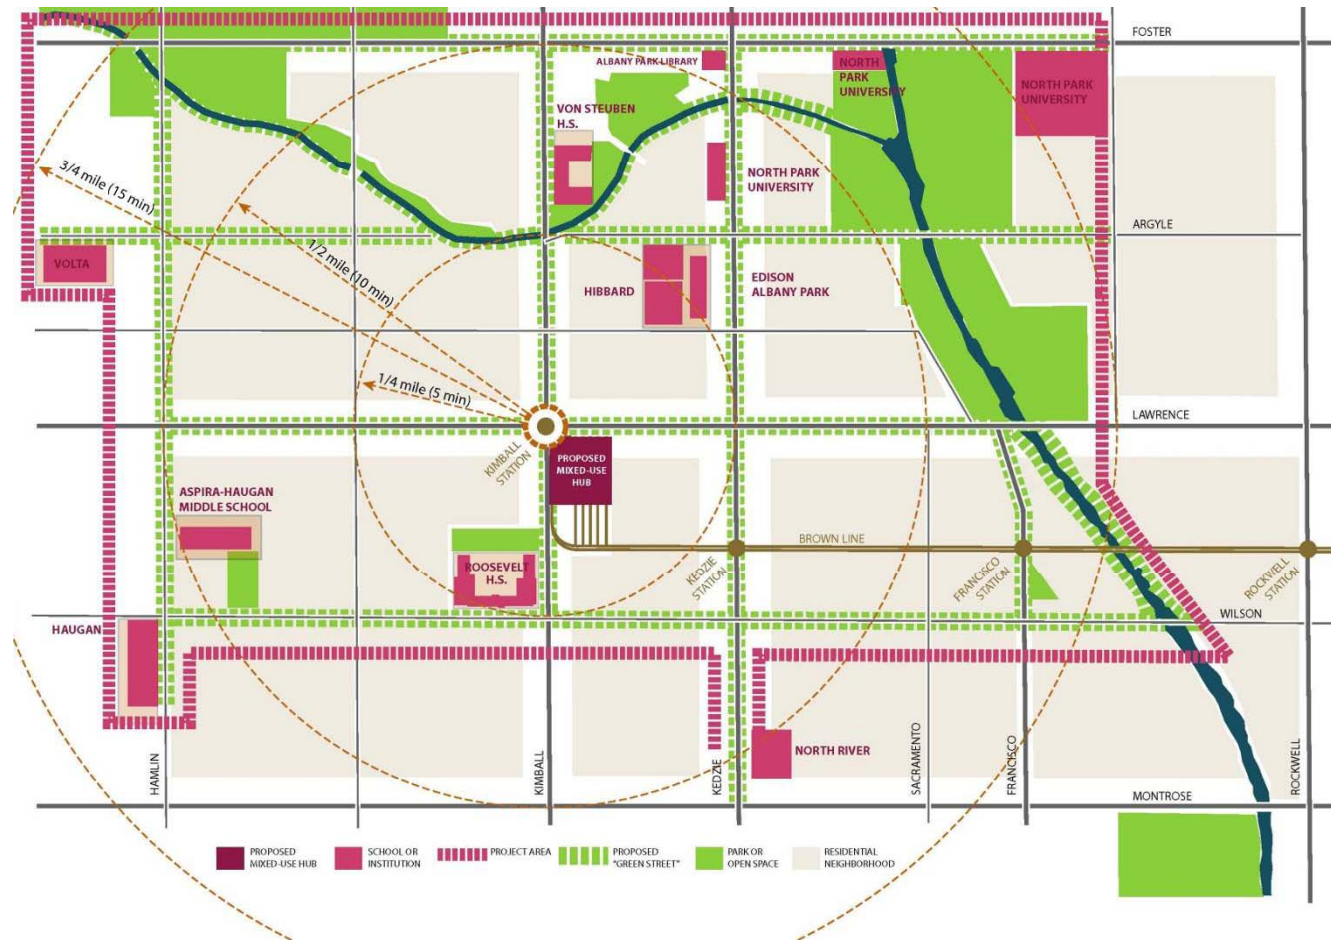 FOSTER
ALBANY PARK LIBRARY
NORTH
PARK
UNIVERSITY
NORTH PARK
UNIVERSITY
VON STEUBEN
H.S.
3/4 mile (15 min)
NORTH PARK
UNIVERSITY
1/2 mile (10 min)
ARGYLE
VOLTA
HIBBARD
EDISON
ALBANY PARK
1/4 mile (5 min)
LAWRENCE
KIMBALL
STATION
PROPOSED
MIXED-USE
HUB
ASPIRA-HAUGAN
MIDDLE SCHOOL
BROWN LINE
ROOSEVELT
H.S.
KEDZIE
STATION
FRANCISCO
STATION
ROCKWELL
STATION
WILSON
HAUGAN
NORTH RIVER
HAMLIN
KIMBALL
KEDZIE
SACRAMENTO
FRANCISCO
ROCKWELL
MONTROSE
PROPOSED
MIXED-USE HUB
SCHOOL OR
INSTITUTION
PROJECT AREA
PROPOSED
"GREEN STREET"
PARK OR
OPEN SPACE
RESIDENTIAL
NEIGHBORHOOD